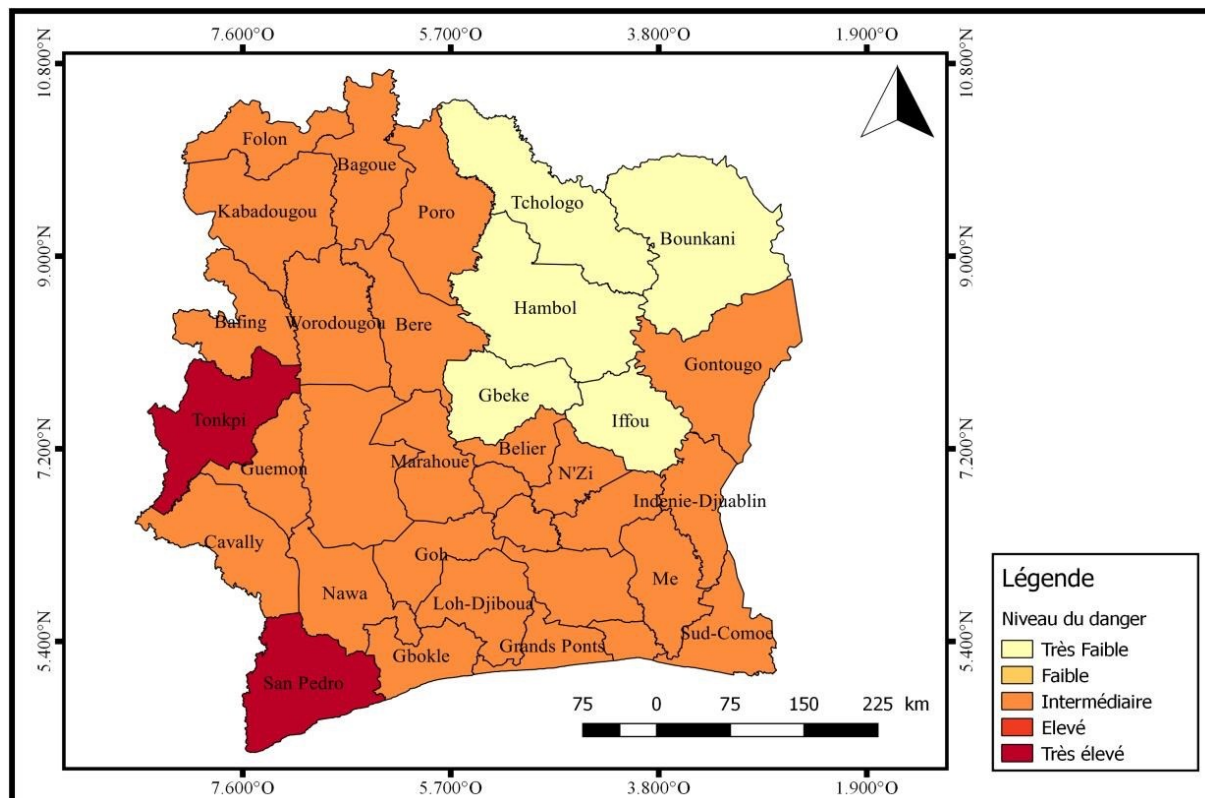 7.600°O 5.700°O 3.800°O 1.900°O
10.800°N 10.800°N
Folon
Bagoue
Kabadougou
Poro
Tchologo
Bounkani
9.000°N 9.000°N
Hambol
Bafing Worodougou Bere
Gontougo
Gbeke
Iffou
Tonkpi
7.200°N 7.200°N
Guemon
Marahoue
Belier
N'Zi
Indenie-Djuablin
Cavally
Goh
Nawa
Me
Loh-Djiboua
5.400°N 5.400°N
Grands Ponts
Sud-Comoe
Gbokle
San Pedro
75 0 75 150 225 km
7.600°O 5.700°O 3.800°O 1.900°O
Légende
Niveau du danger
Très Faible
Faible
Intermédiaire
Elevé
Très élevé